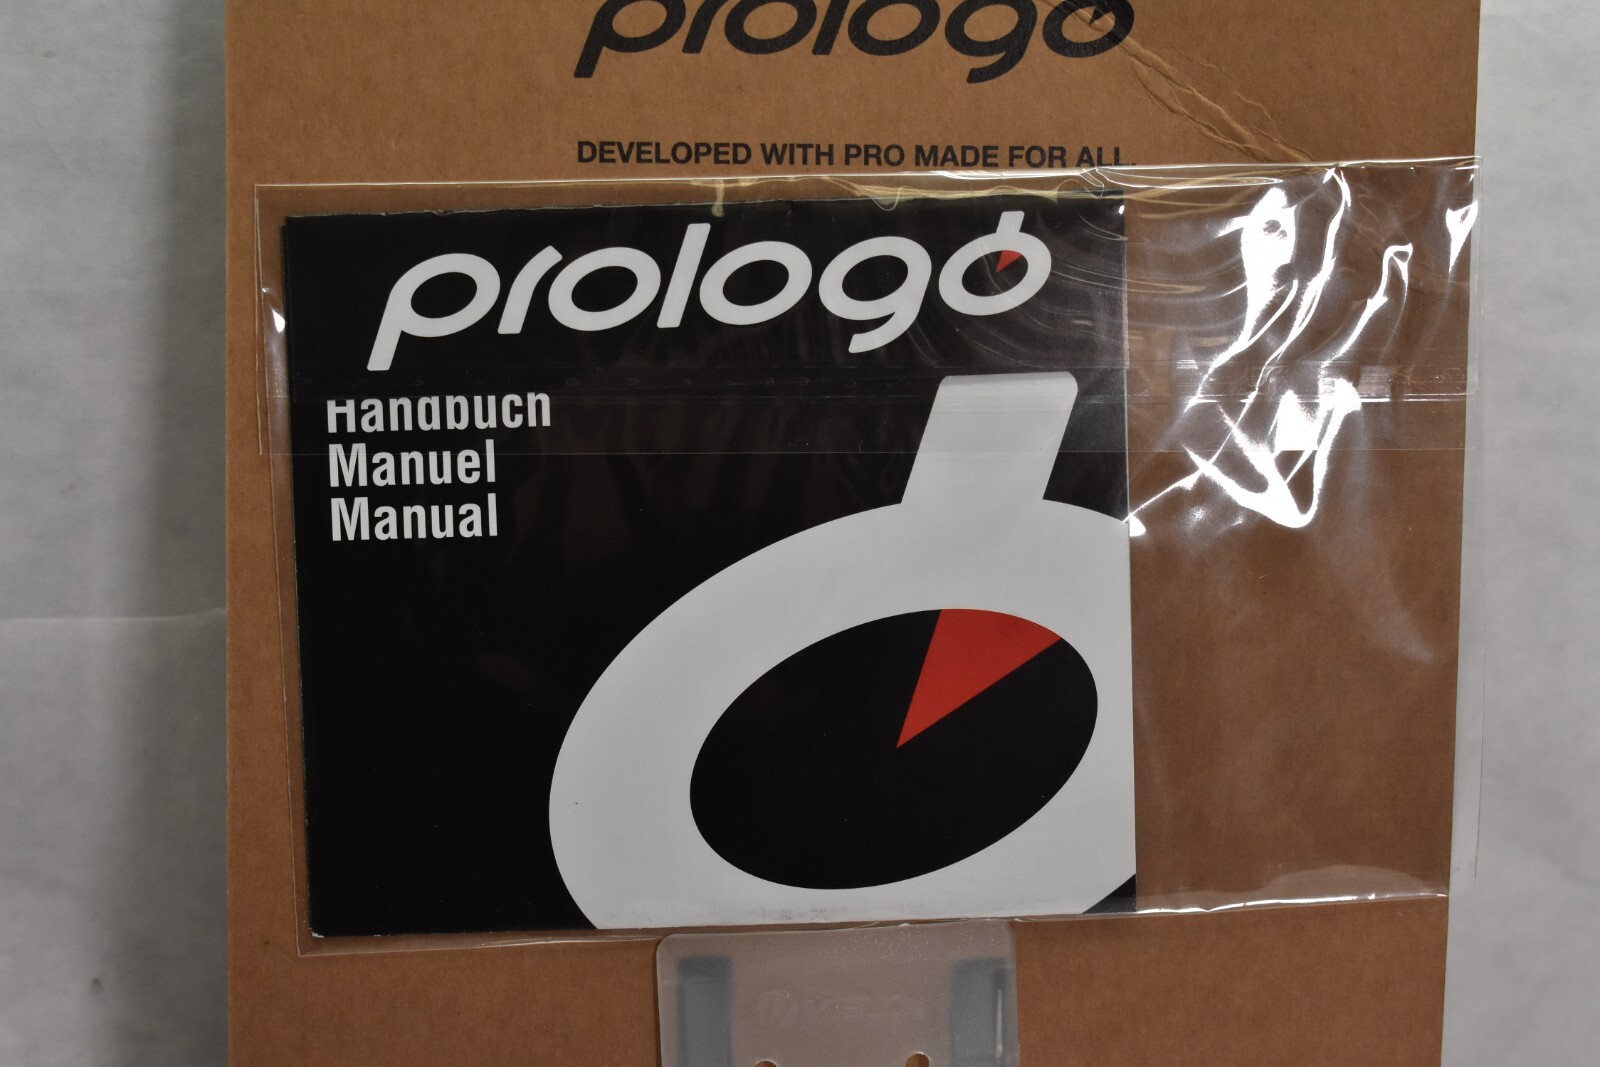 prologo
DEVELOPED WITH PRO MADE FOR ALL.
prologo
Handbuch
Manuel
Manual